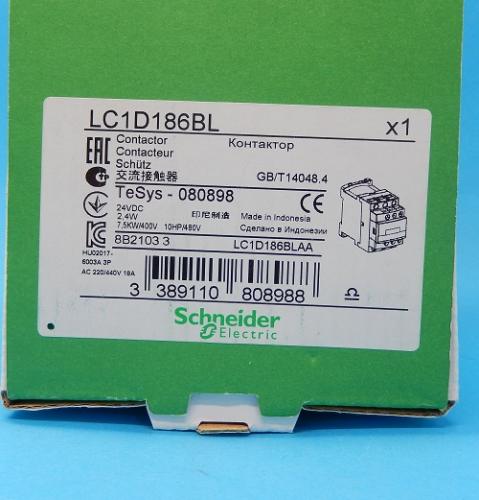 LC1D186BL x1
Contactor Контактор
Contacteur
Schütz
交流接触器 GB/T14048.4
TeSys - 080898
24VDC
2,4W 印尼制造 Made in Indonesia
7,5KW/400V 10HP/480V Сделано в Индонезии
8B2103 3 LC1D186BLAA
HU02017-
6003A 3P
AC 220/440V 18A
3 389110 808988
Schneider
Electric